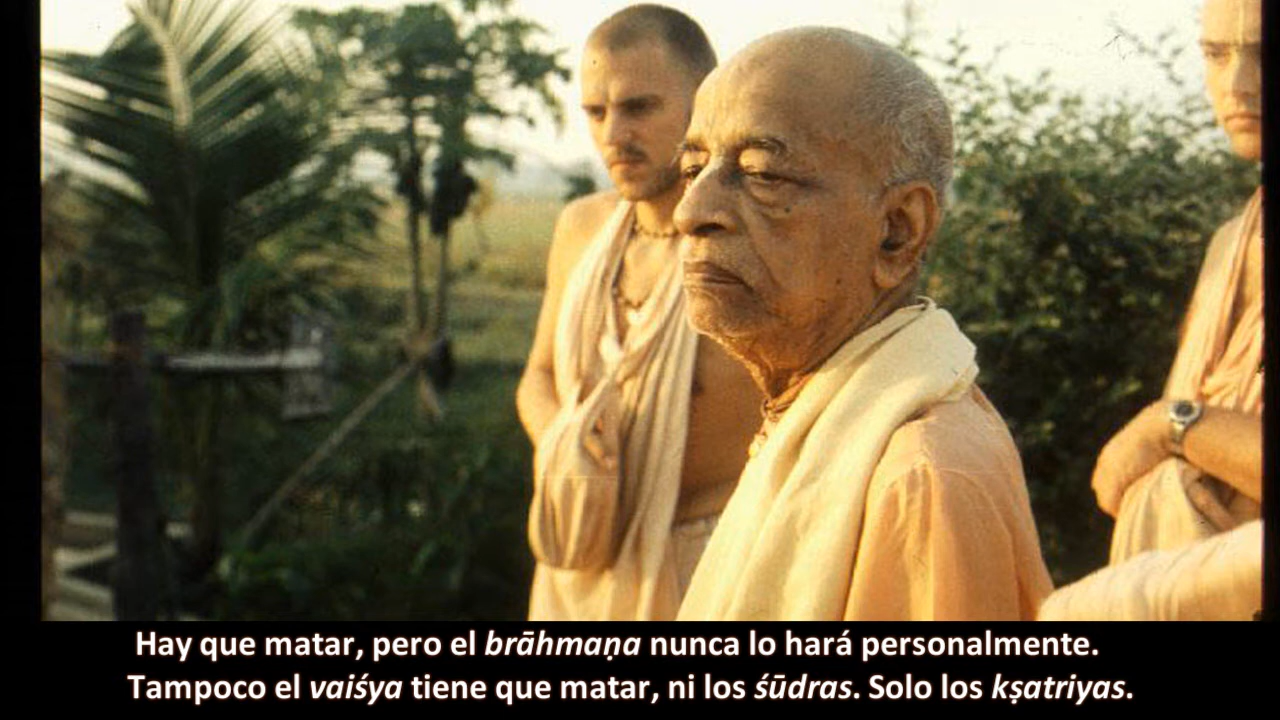 Hay que matar, pero el brāhmaṇa nunca lo hará personalmente.
Tampoco el vaiśya tiene que matar, ni los śūdras. Solo los kṣatriyas.